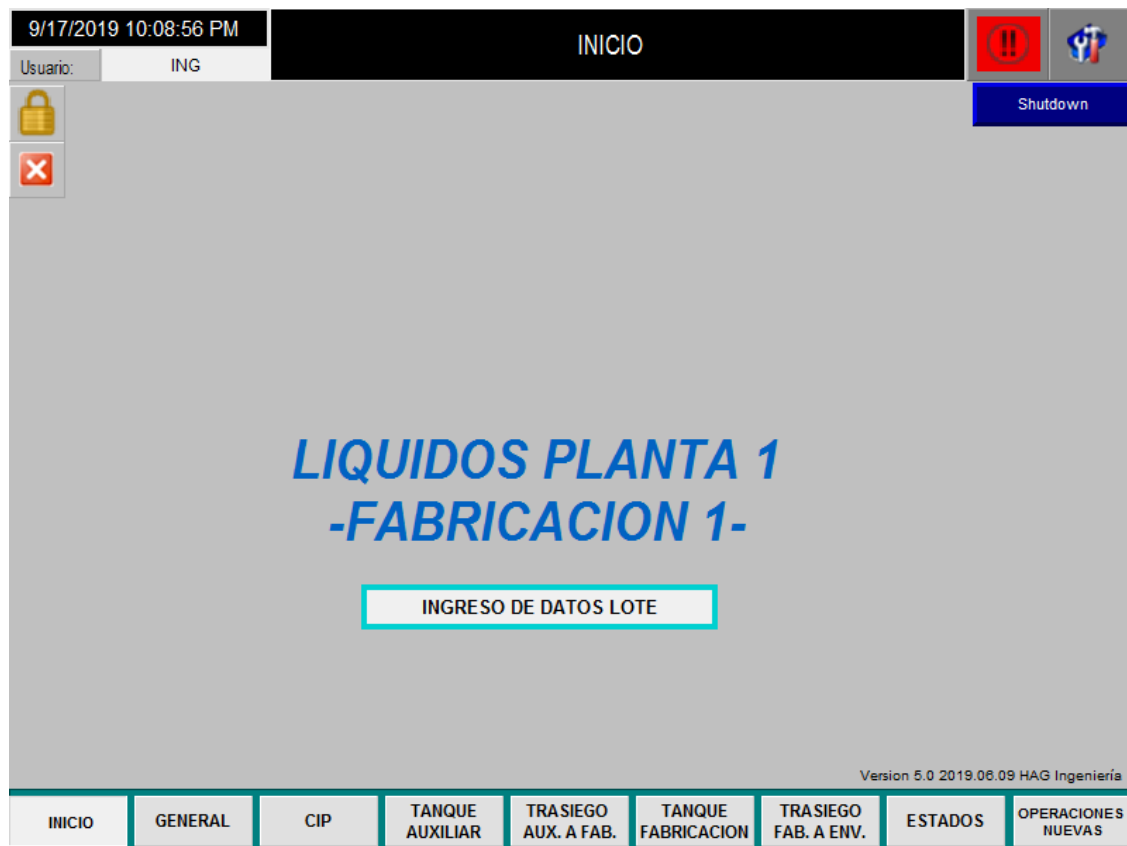 9/17/2019 10:08:56 PM
INICIO
!!
Usuario:
ING
Shutdown
LIQUIDOS PLANTA 1
-FABRICACION 1-
INGRESO DE DATOS LOTE
Version 5.0 2019.06.09 HAG Ingeniería
INICIO
GENERAL
CIP
TANQUE
AUXILIAR
TRASIEGO
AUX. A FAB.
TANQUE
FABRICACION
TRASIEGO
FAB. A ENV.
ESTADOS
OPERACIONES
NUEVAS